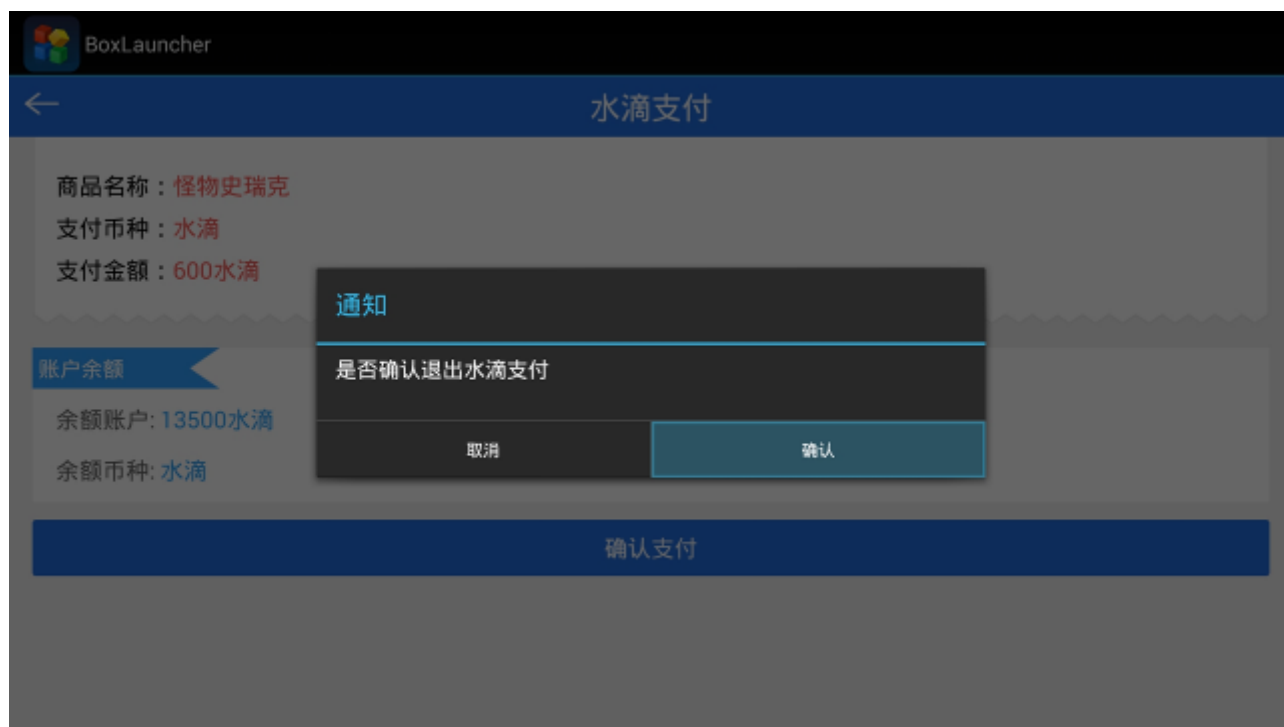 BoxLauncher
水滴支付
商品名称：怪物史瑞克
支付币种：水滴
支付金额：600水滴
通知
是否确认退出水滴支付
取消
确认
账户余额
余额账户: 13500水滴
余额币种: 水滴
确认支付